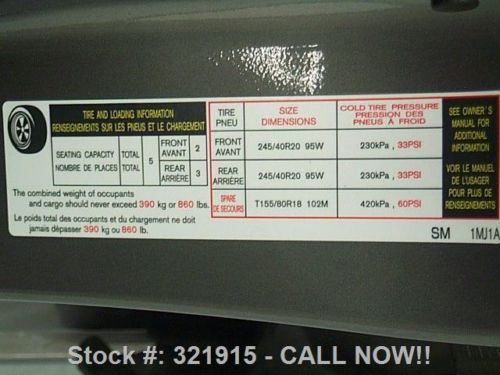 TIRE AND LOADING INFORMATION
RENSEIGNEMENTS SUR LES PNEUS ET LE CHARGEMENT
SEATING CAPACITY TOTAL 5 FRONT AVANT 2
NOMBRE DE PLACES TOTAL REAR ARRIÈRE 3
The combined weight of occupants
and cargo should never exceed 390 kg or 860 lbs.
Le poids total des occupants et du chargement ne doit
jamais dépasser 390 kg ou 860 lb.
TIRE PNEU SIZE DIMENSIONS COLD TIRE PRESSURE PRESSION DES PNEUS À FROID
FRONT AVANT 245/40R20 95W 230kPa , 33PSI
REAR ARRIÈRE 245/40R20 95W 230kPa , 33PSI
SPARE DE SECOURS T155/80R18 102M 420kPa , 60PSI
SEE OWNER'S
MANUAL FOR
ADDITIONAL
INFORMATION
VOIR LE MANUEL
DE L'USAGER
POUR PLUS DE
RENSEIGNEMENTS
SM 1MJ1A
Stock #: 321915 - CALL NOW!!